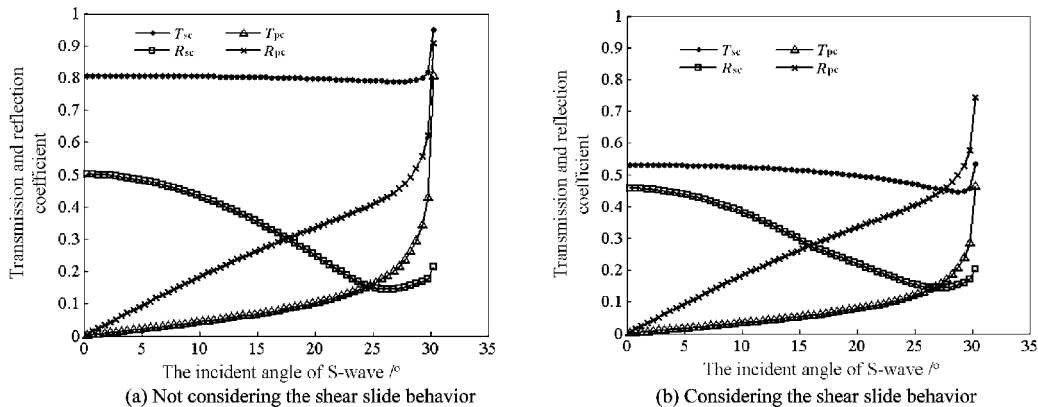 Transmission and reflection
coefficient
1
0.9
0.8
0.7
0.6
0.5
0.4
0.3
0.2
0.1
0
Tsc
Tpc
Rsc
Rpc
0 5 10 15 20 25 30 35
The incident angle of S-wave /°
(a) Not considering the shear slide behavior
Transmission and reflection
coefficient
1
0.9
0.8
0.7
0.6
0.5
0.4
0.3
0.2
0.1
0
Tsc
Tpc
Rsc
Rpc
0 5 10 15 20 25 30 35
The incident angle of S-wave /°
(b) Considering the shear slide behavior